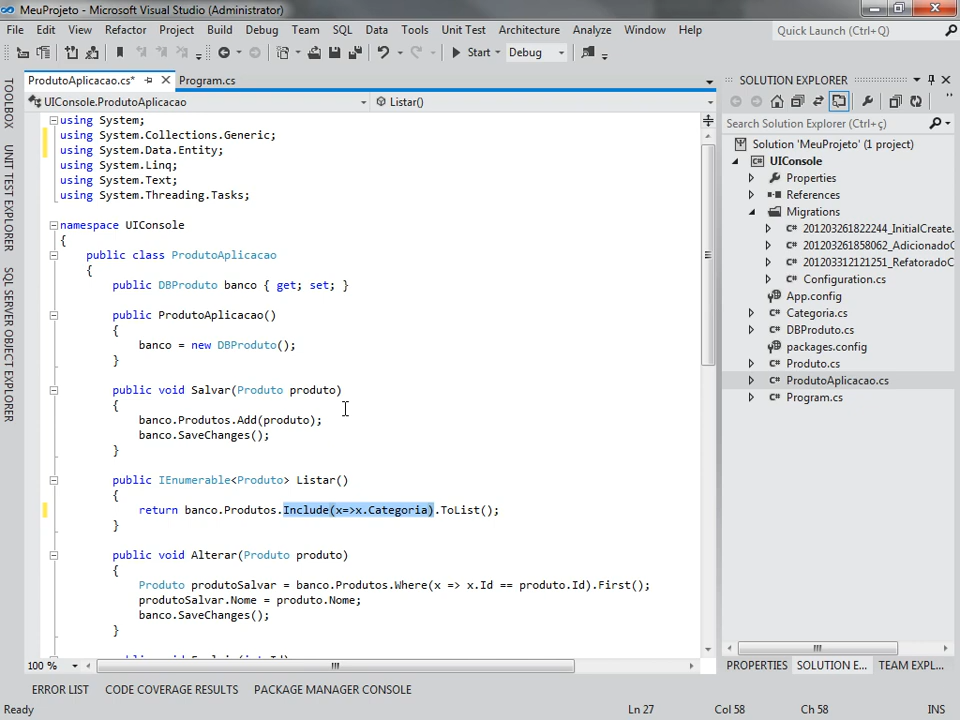 MeuProjeto - Microsoft Visual Studio (Administrator)
File Edit View Refactor Project Build Debug Team SQL Data Tools Test Architecture Unit Test Analyze Window Help
Quick Launch (Ctrl+Q)
Start Debug
ProdutoAplicacao.cs* Program.cs
UIConsole.ProdutoAplicacao Listar()
TOOLBOX
UNIT TEST EXPLORER
SQL SERVER OBJECT EXPLORER
using System;
using System.Collections.Generic;
using System.Data.Entity;
using System.Linq;
using System.Text;
using System.Threading.Tasks;
namespace UIConsole
{
public class ProdutoAplicacao
{
public DBProduto banco { get; set; }
public ProdutoAplicacao()
{
banco = new DBProduto();
}
public void Salvar(Produto produto)
{
banco.Produtos.Add(produto);
banco.SaveChanges();
}
public IEnumerable<Produto> Listar()
{
return banco.Produtos.Include(x=>x.Categoria).ToList();
}
public void Alterar(Produto produto)
{
Produto produtoSalvar = banco.Produtos.Where(x => x.Id == produto.Id).First();
produtoSalvar.Nome = produto.Nome;
banco.SaveChanges();
}
100 %
SOLUTION EXPLORER
Search Solution Explorer (Ctrl+ç)
Solution 'MeuProjeto' (1 project)
UIConsole
Properties
References
Migrations
201203261822244_InitialCreate.
201203261858062_AdicionadoC
201203312121251_RefatoradoC
Configuration.cs
App.config
Categoria.cs
DBProduto.cs
packages.config
Produto.cs
ProdutoAplicacao.cs
Program.cs
PROPERTIES SOLUTION E... TEAM EXPL...
ERROR LIST CODE COVERAGE RESULTS PACKAGE MANAGER CONSOLE
Ready Ln 27 Col 58 Ch 58 INS